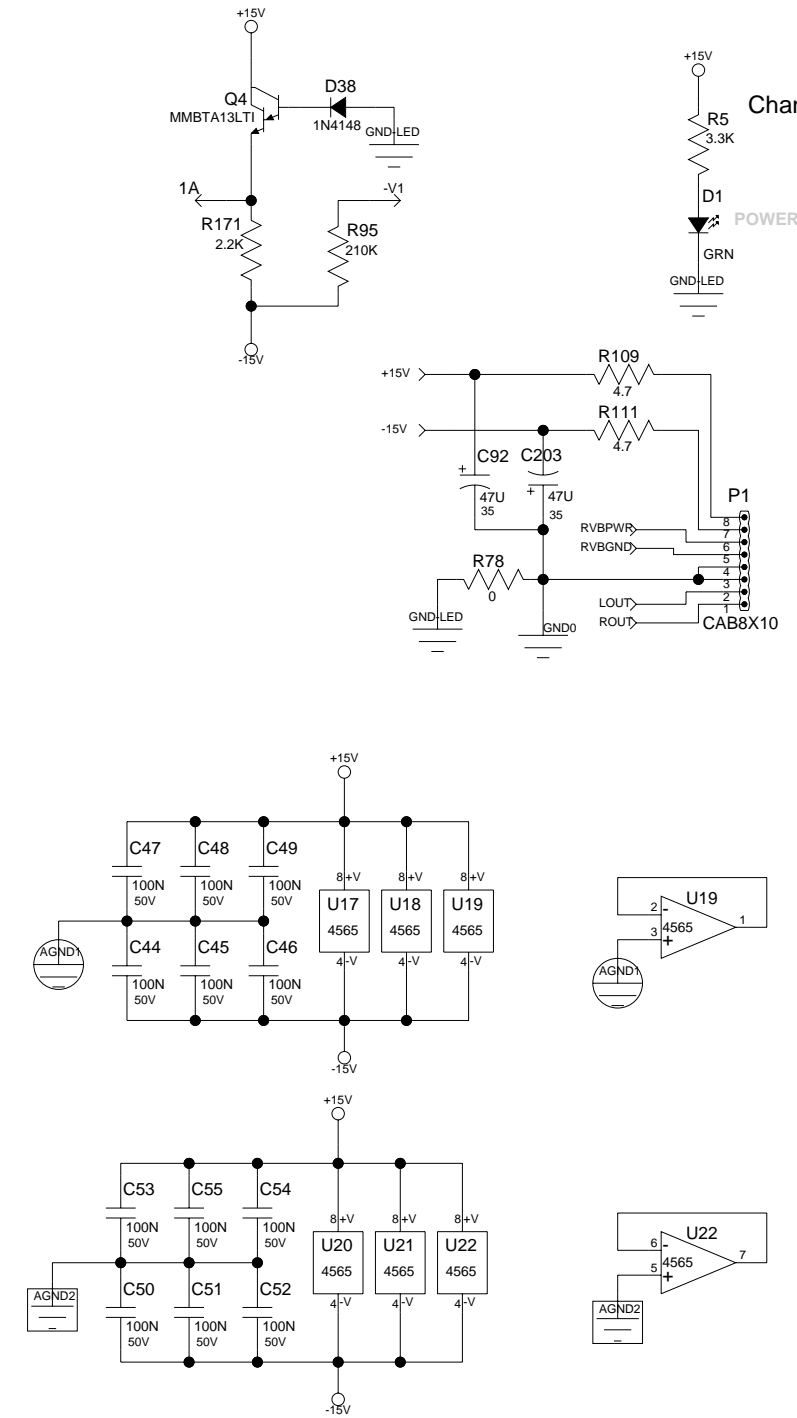 +15V
Q4
MMBTA13LTI
D38
1N4148
GND-LED
1A
-V1
R171
2.2K
R95
210K
-15V
+15V
Char
R5
3.3K
D1
POWER
GRN
GND-LED
+15V
R109
4.7
-15V
R111
4.7
C92
C203
+
47U
35
+
47U
35
P1
RVBPWR
RVBGND
8
7
6
5
4
3
2
1
R78
0
GND-LED
GND0
LOUT
ROUT
CAB8X10
+15V
C47
100N
50V
C48
100N
50V
C49
100N
50V
8
+V
8
+V
8
+V
U17
4565
U18
4565
U19
4565
4
-V
4
-V
4
-V
AGND1
C44
100N
50V
C45
100N
50V
C46
100N
50V
-15V
U19
2
-
4565
3
+
1
AGND1
+15V
C53
100N
50V
C55
100N
50V
C54
100N
50V
8
+V
8
+V
8
+V
U20
4565
U21
4565
U22
4565
4
-V
4
-V
4
-V
AGND2
C50
100N
50V
C51
100N
50V
C52
100N
50V
-15V
U22
6
-
4565
5
+
7
AGND2